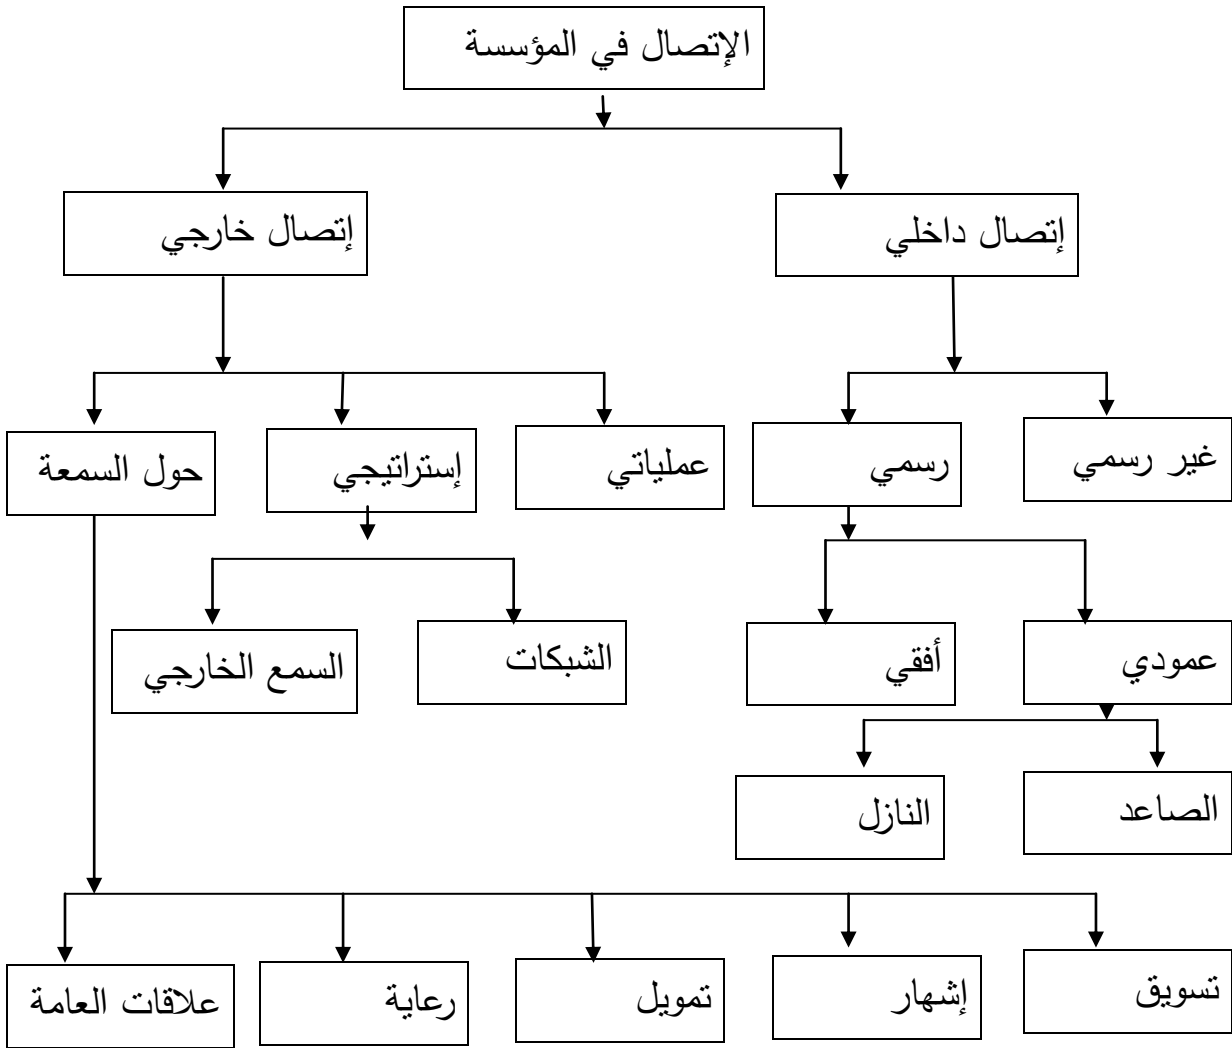 الإتصال في المؤسسة
إتصال داخلي
إتصال خارجي
غير رسمي
رسمي
عملياتي
إستراتيجي
حول السمعة
عمودي
أفقي
الشبكات
السمع الخارجي
الصاعد
النازل
تسويق
إشهار
تمويل
رعاية
علاقات العامة